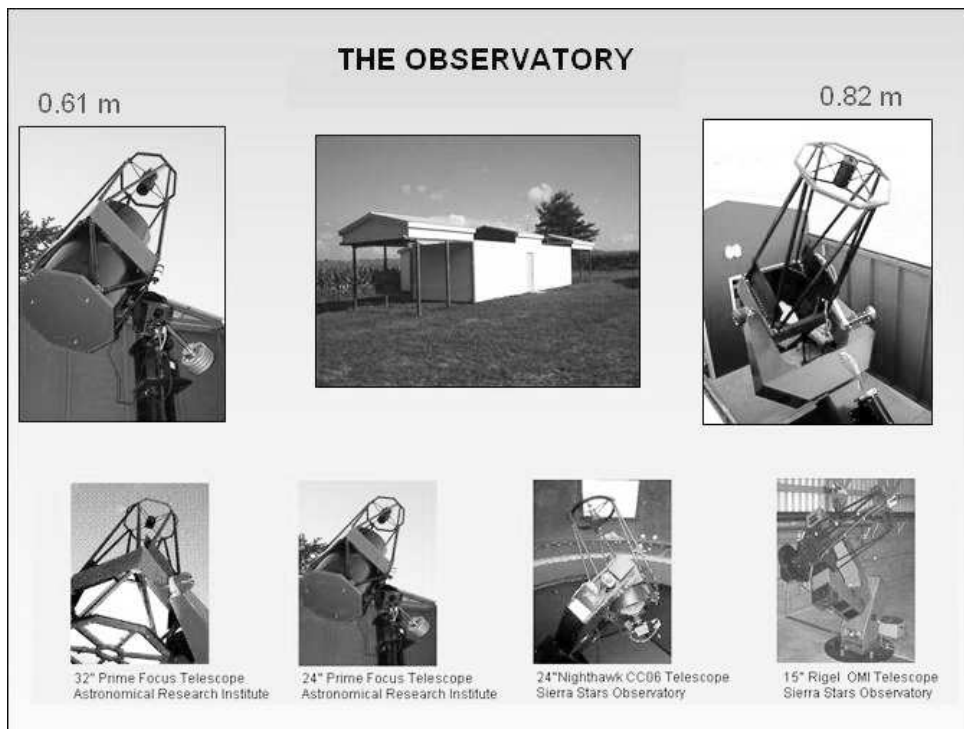 THE OBSERVATORY
0.61 m
0.82 m
32" Prime Focus Telescope
Astronomical Research Institute
24" Prime Focus Telescope
Astronomical Research Institute
24"Nighthawk CC06 Telescope
Sierra Stars Observatory
15" Rigel OMI Telescope
Sierra Stars Observatory